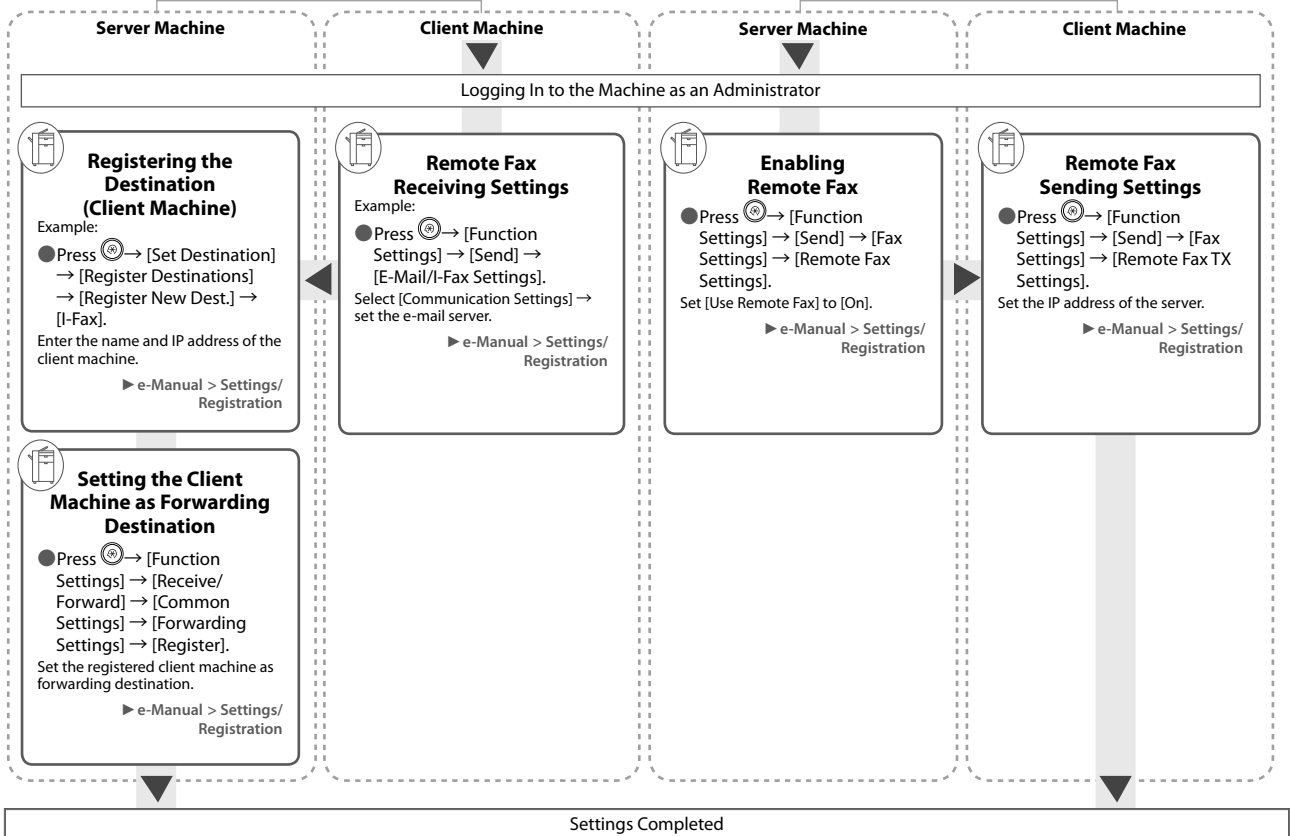 Server Machine
Client Machine
Server Machine
Client Machine
Logging In to the Machine as an Administrator
Registering the
Destination
(Client Machine)
Example:
●Press → [Set Destination]
→ [Register Destinations]
→ [Register New Dest.] →
[I-Fax].
Enter the name and IP address of the
client machine.
►e-Manual > Settings/
Registration
Setting the Client
Machine as Forwarding
Destination
●Press → [Function
Settings] → [Receive/
Forward] → [Common
Settings] → [Forwarding
Settings] → [Register].
Set the registered client machine as
forwarding destination.
►e-Manual > Settings/
Registration
Remote Fax
Receiving Settings
Example:
●Press → [Function
Settings] → [Send] →
[E-Mail/I-Fax Settings].
Select [Communication Settings] →
set the e-mail server.
►e-Manual > Settings/
Registration
Enabling
Remote Fax
●Press → [Function
Settings] → [Send] → [Fax
Settings] → [Remote Fax
Settings].
Set [Use Remote Fax] to [On].
►e-Manual > Settings/
Registration
Remote Fax
Sending Settings
●Press → [Function
Settings] → [Send] → [Fax
Settings] → [Remote Fax TX
Settings].
Set the IP address of the server.
►e-Manual > Settings/
Registration
Settings Completed